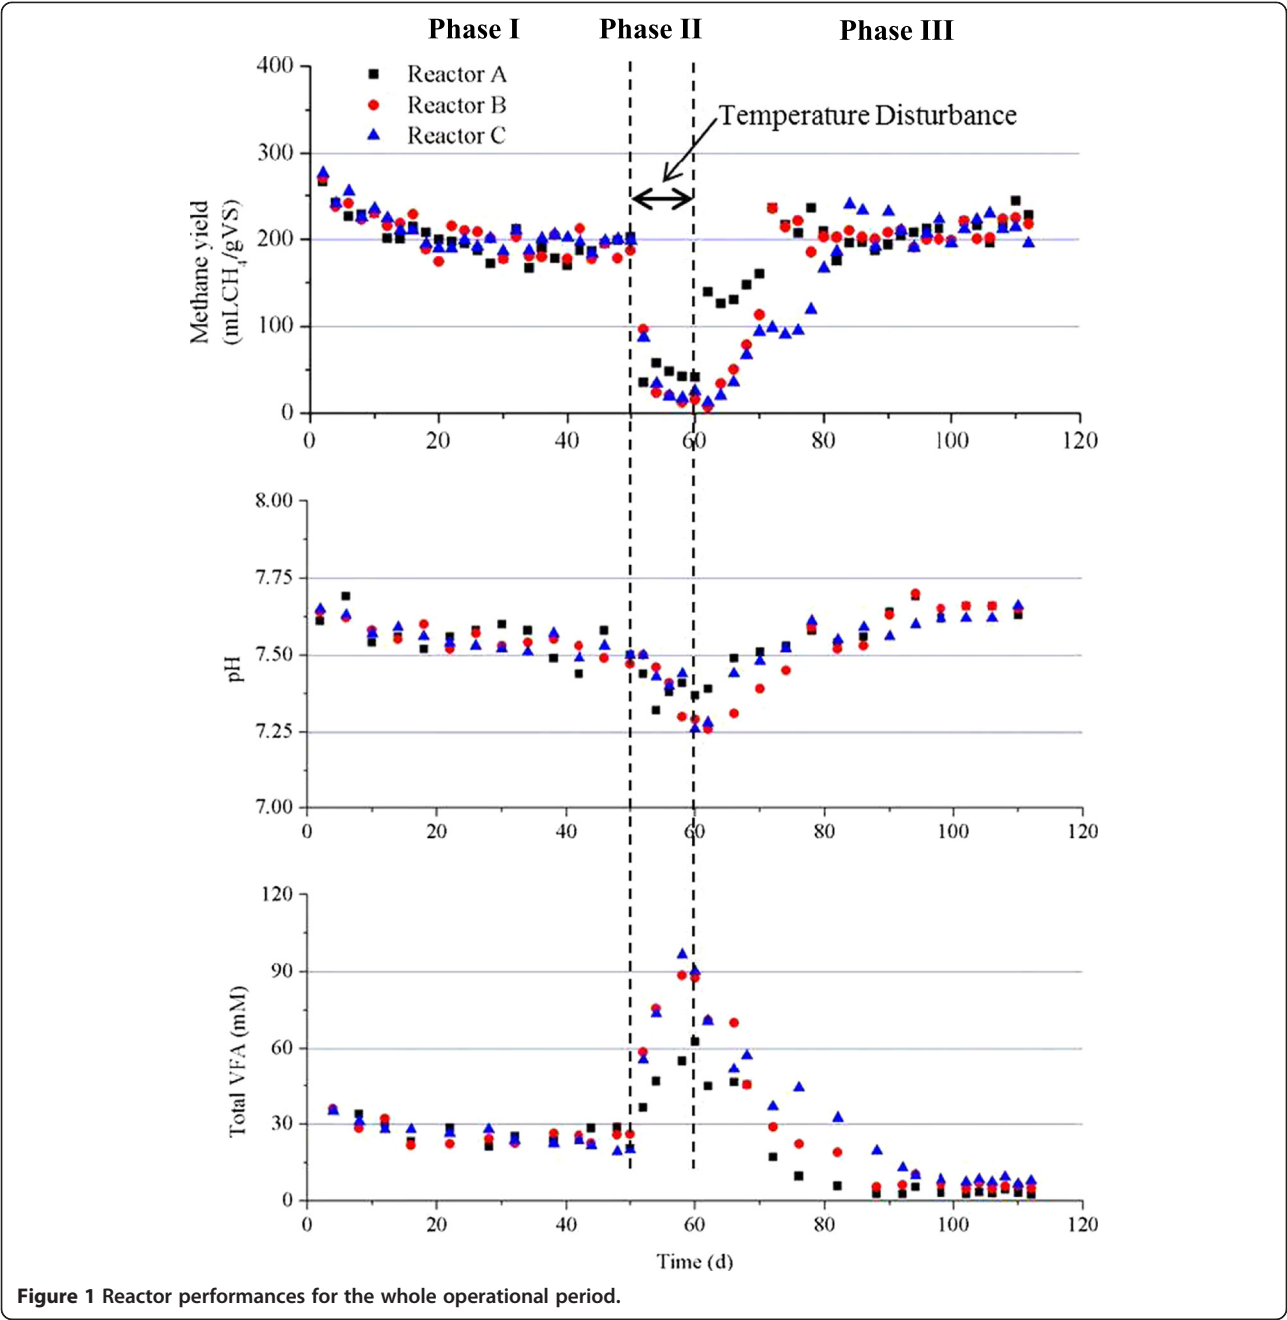 Phase I Phase II Phase III
400
Reactor A
Reactor B
Reactor C
Temperature Disturbance
300
200
100
0
Methane yield
(mLCH4/gVS)
0 20 40 60 80 100 120
8.00
7.75
7.50
7.25
7.00
pH
0 20 40 60 80 100 120
120
90
60
30
0
Total VFA (mM)
0 20 40 60 80 100 120
Time (d)
Figure 1 Reactor performances for the whole operational period.